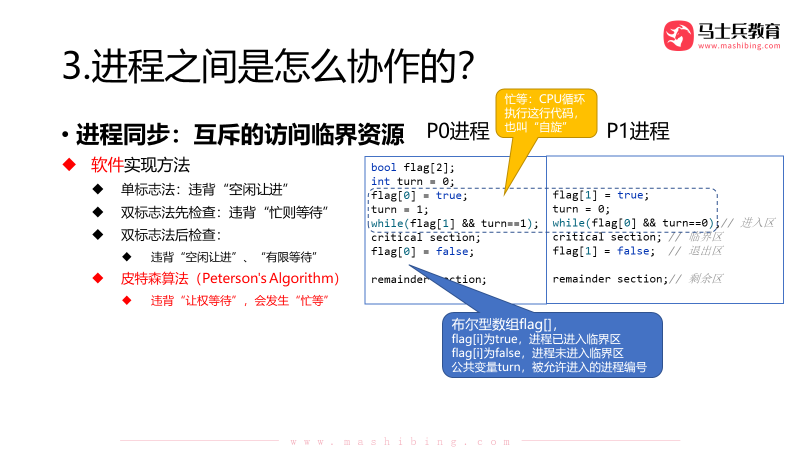 马士兵教育
www.mashibing.com
3.进程之间是怎么协作的？
• 进程同步：互斥的访问临界资源
◆ 软件实现方法
◆ 单标志法：违背“空闲让进”
◆ 双标志法先检查：违背“忙则等待”
◆ 双标志法后检查：
◆ 违背“空闲让进”、“有限等待”
◆ 皮特森算法（Peterson's Algorithm）
◆ 违背“让权等待”，会发生“忙等”
忙等：CPU循环
执行这行代码，
也叫“自旋”
P0进程
bool flag[2];
int turn = 0;
flag[0] = true;
turn = 1;
while(flag[1] && turn==1);
critical section;
flag[0] = false;
remainder section;
P1进程
flag[1] = true;
turn = 0;
while(flag[0] && turn==0);// 进入区
critical section; // 临界区
flag[1] = false; // 退出区
remainder section;// 剩余区
布尔型数组flag[],
flag[i]为true，进程已进入临界区
flag[i]为false，进程未进入临界区
公共变量turn，被允许进入的进程编号
www.mashibing.com